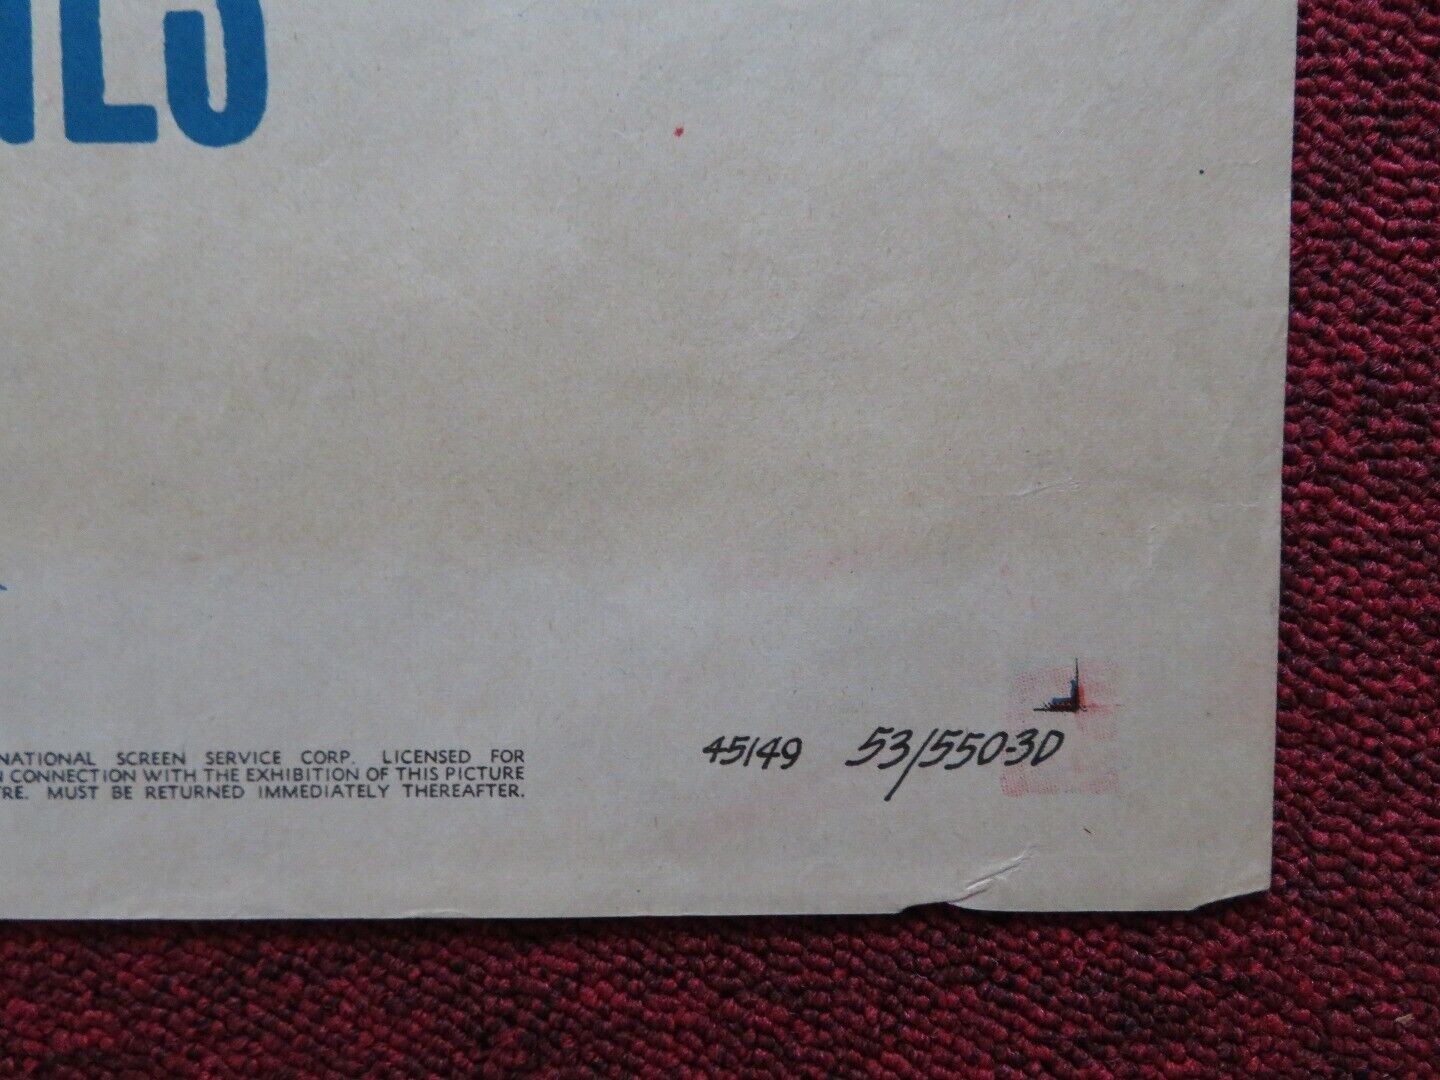 NATIONAL SCREEN SERVICE CORP. LICENSED FOR
CONNECTION WITH THE EXHIBITION OF THIS PICTURE
TRE. MUST BE RETURNED IMMEDIATELY THEREAFTER.
45/49 53/550-3D